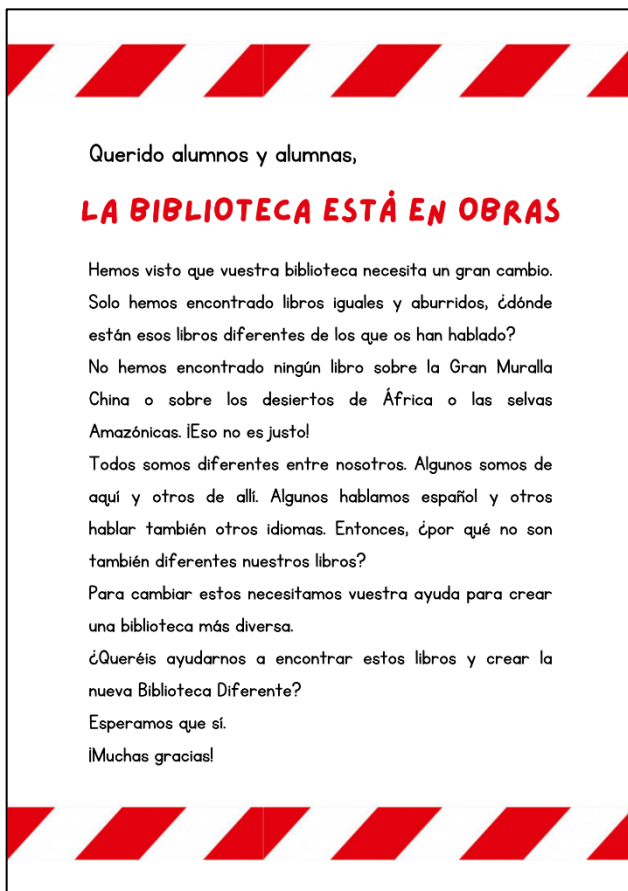 Querido alumnos y alumnas,
LA BIBLIOTECA ESTÁ EN OBRAS
Hemos visto que vuestra biblioteca necesita un gran cambio.
Solo hemos encontrado libros iguales y aburridos, ¿dónde
están esos libros diferentes de los que os han hablado?
No hemos encontrado ningún libro sobre la Gran Muralla
China o sobre los desiertos de África o las selvas
Amazónicas. ¡Eso no es justo!
Todos somos diferentes entre nosotros. Algunos somos de
aquí y otros de allí. Algunos hablamos español y otros
hablar también otros idiomas. Entonces, ¿por qué no son
también diferentes nuestros libros?
Para cambiar estos necesitamos vuestra ayuda para crear
una biblioteca más diversa.
¿Queréis ayudarnos a encontrar estos libros y crear la
nueva Biblioteca Diferente?
Esperamos que sí.
¡Muchas gracias!